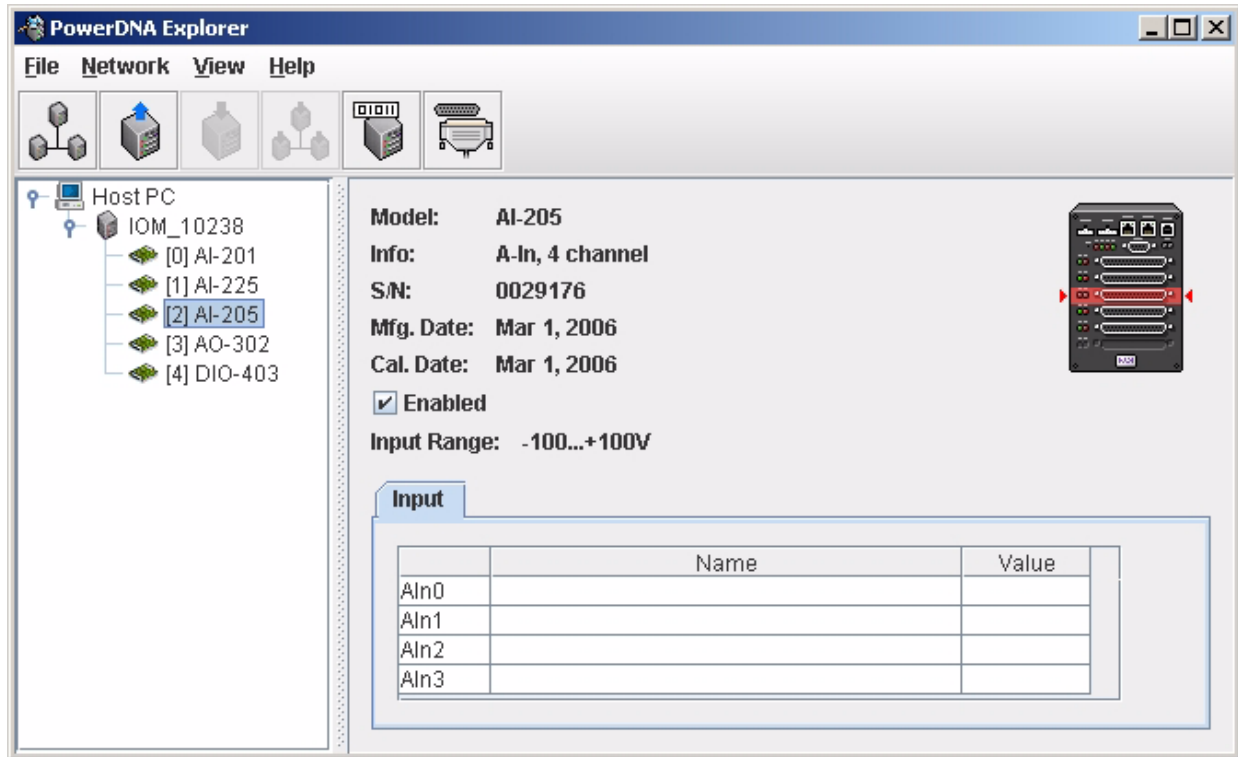 PowerDNA Explorer
File Network View Help
01011
Host PC
IOM_10238
[0] AI-201
[1] AI-225
[2] AI-205
[3] AO-302
[4] DIO-403
Model: AI-205
Info: A-In, 4 channel
S/N: 0029176
Mfg. Date: Mar 1, 2006
Cal. Date: Mar 1, 2006
Enabled
Input Range: -100...+100V
Input
Name Value
AIn0
AIn1
AIn2
AIn3